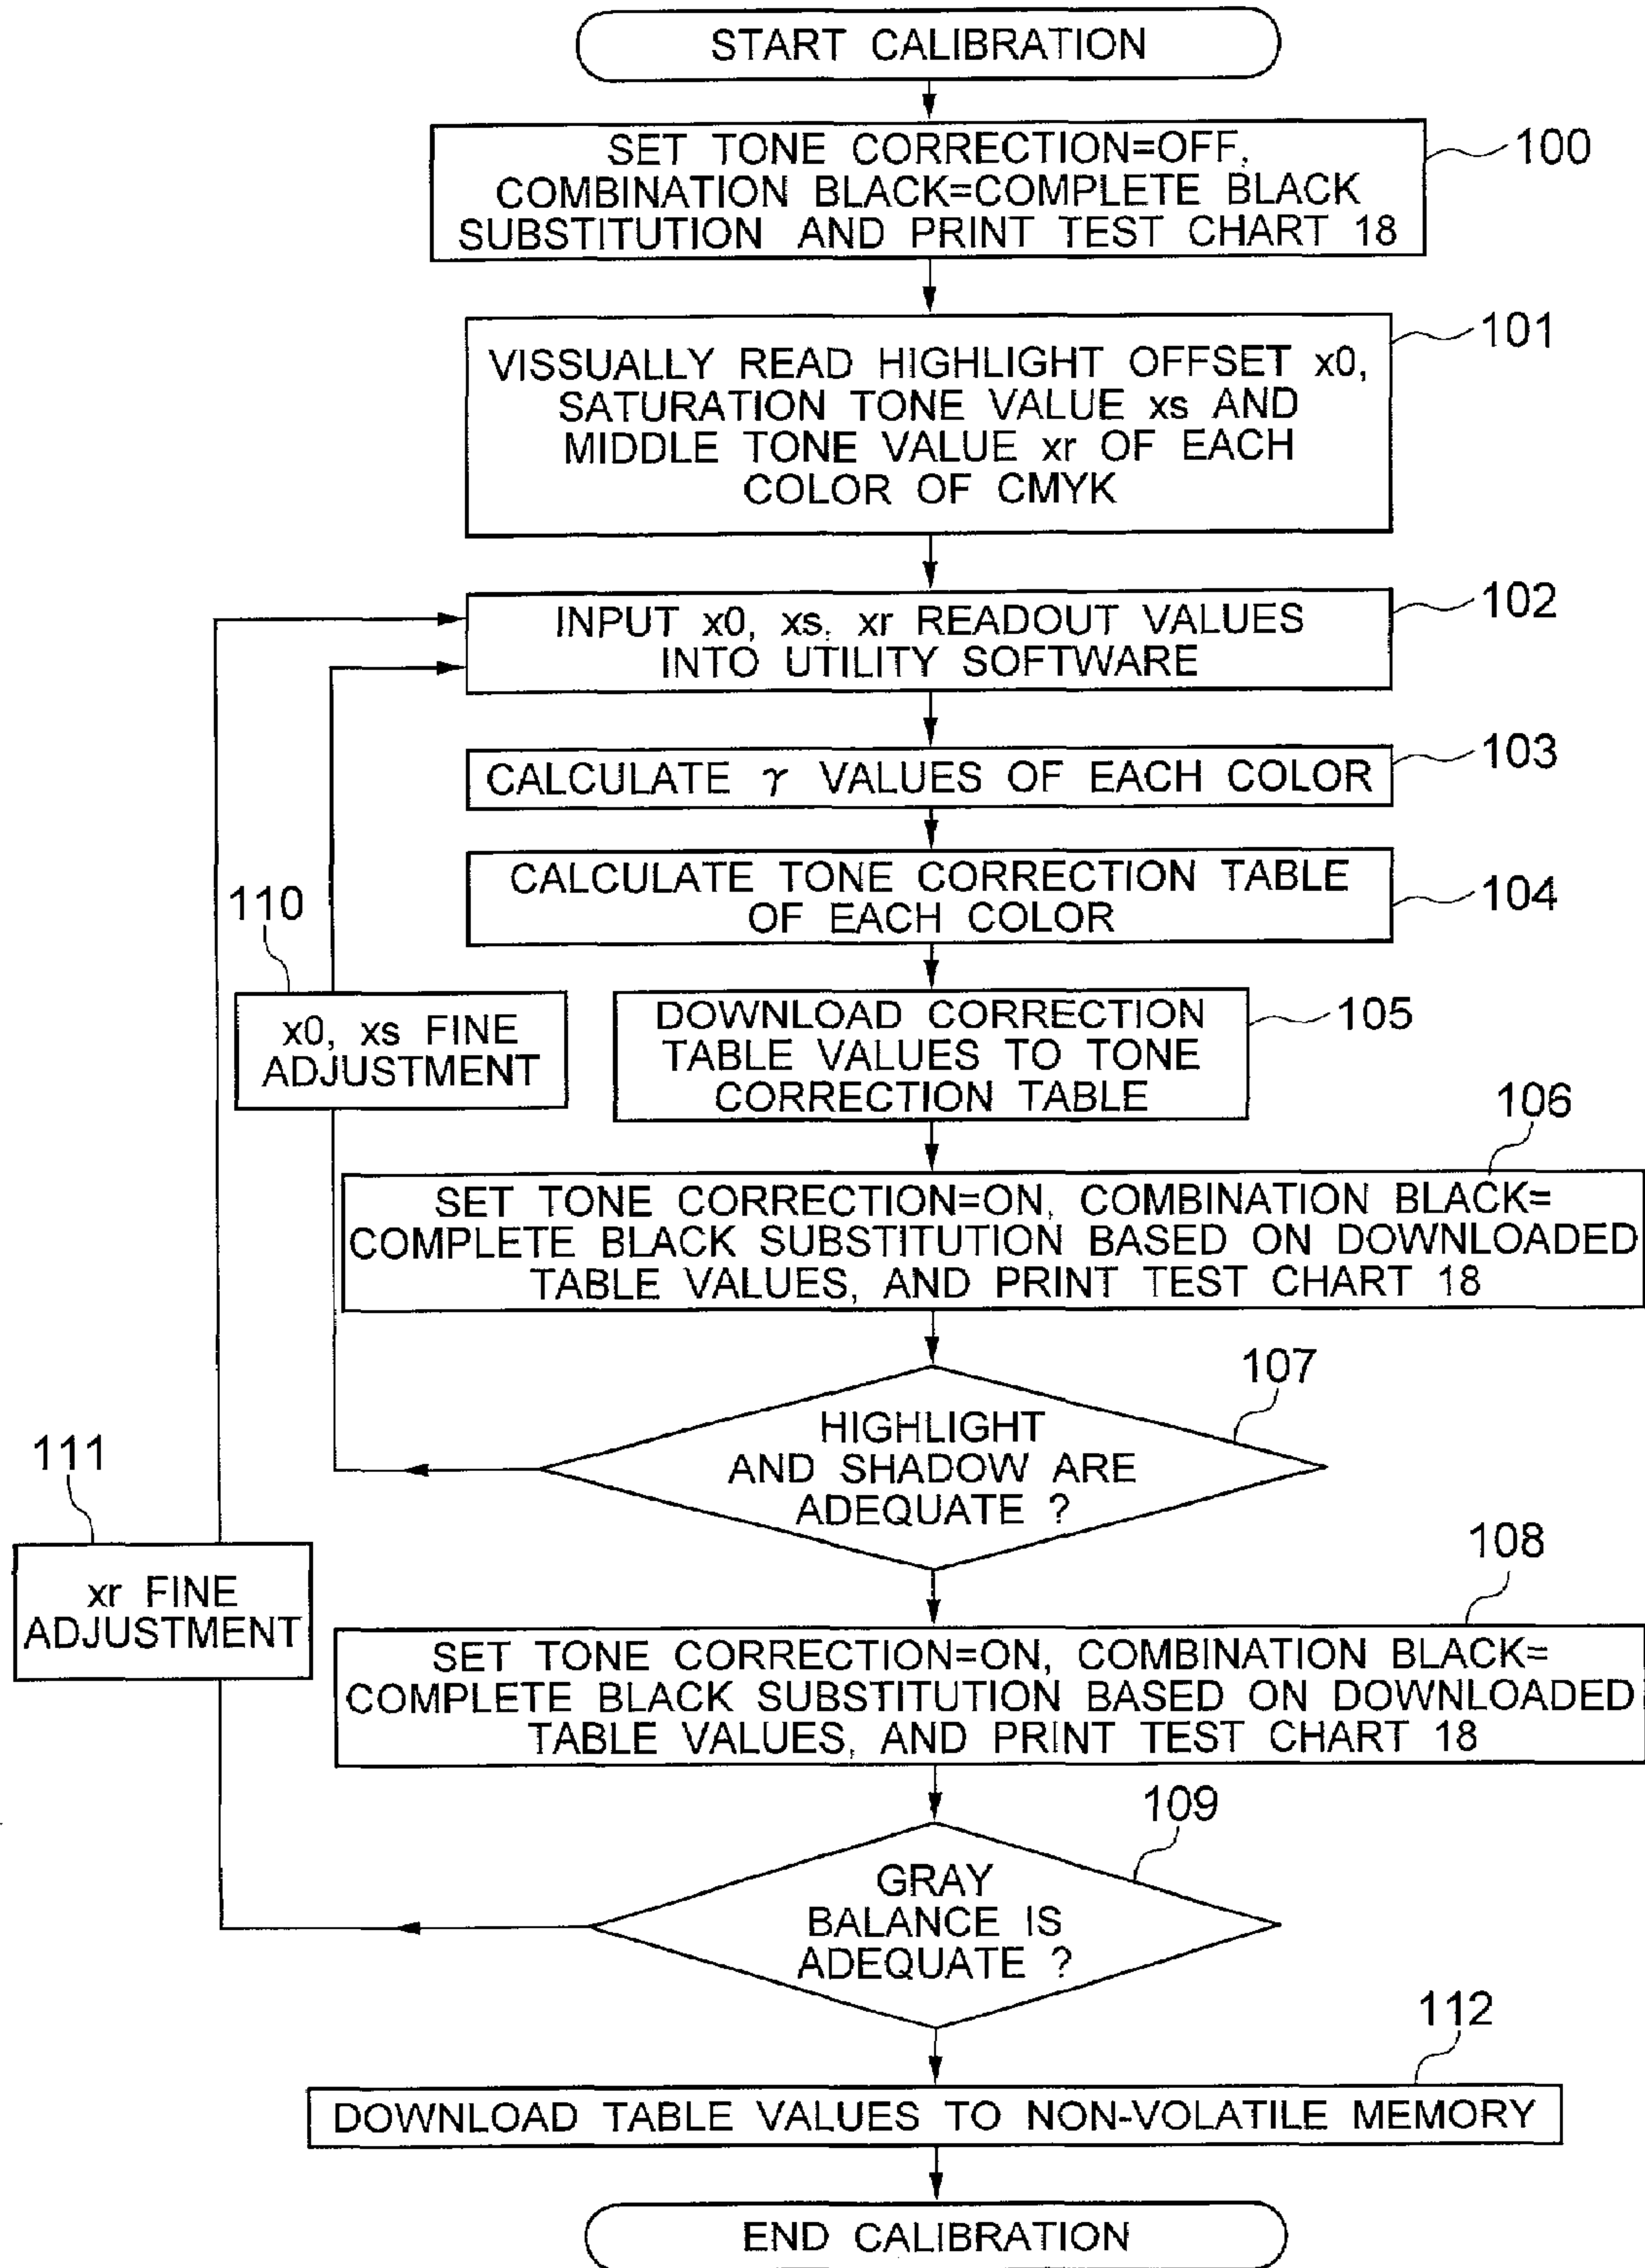 START CALIBRATION
SET TONE CORRECTION=OFF,
COMBINATION BLACK=COMPLETE BLACK
SUBSTITUTION AND PRINT TEST CHART 18
100
VISSUALLY READ HIGHLIGHT OFFSET x0,
SATURATION TONE VALUE xs AND
MIDDLE TONE VALUE xr OF EACH
COLOR OF CMYK
101
INPUT x0, xs, xr READOUT VALUES
INTO UTILITY SOFTWARE
102
CALCULATE γ VALUES OF EACH COLOR
103
CALCULATE TONE CORRECTION TABLE
OF EACH COLOR
104
110
x0, xs FINE
ADJUSTMENT
DOWNLOAD CORRECTION
TABLE VALUES TO TONE
CORRECTION TABLE
105
106
SET TONE CORRECTION=ON, COMBINATION BLACK=
COMPLETE BLACK SUBSTITUTION BASED ON DOWNLOADED
TABLE VALUES, AND PRINT TEST CHART 18
107
HIGHLIGHT
AND SHADOW ARE
ADEQUATE ?
111
xr FINE
ADJUSTMENT
108
SET TONE CORRECTION=ON, COMBINATION BLACK=
COMPLETE BLACK SUBSTITUTION BASED ON DOWNLOADED
TABLE VALUES, AND PRINT TEST CHART 18
109
GRAY
BALANCE IS
ADEQUATE ?
112
DOWNLOAD TABLE VALUES TO NON-VOLATILE MEMORY
END CALIBRATION